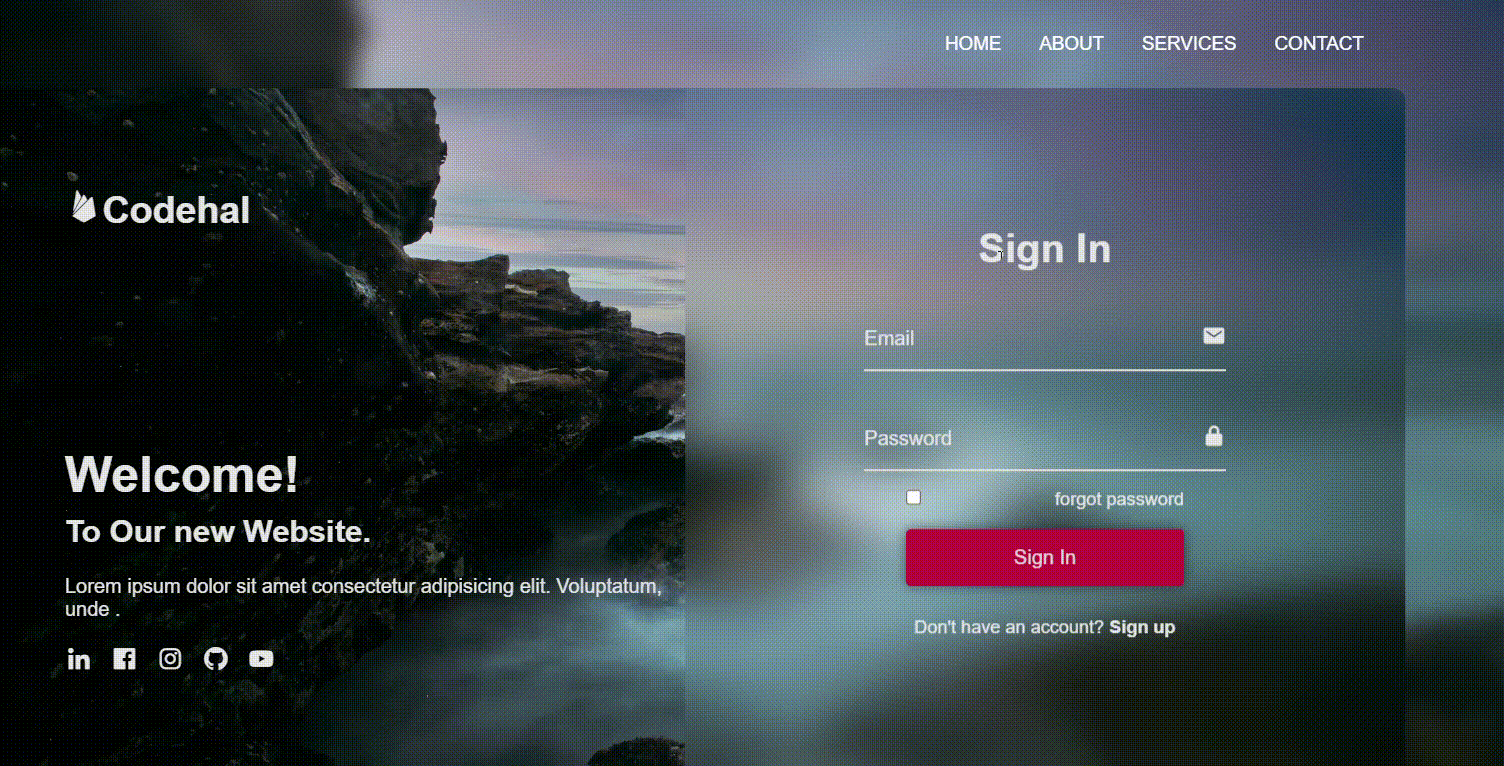 HOME ABOUT SERVICES CONTACT
Codehal
Welcome!
To Our new Website.
Lorem ipsum dolor sit amet consectetur adipisicing elit. Voluptatum,
unde .
Sign In
Email
Password
forgot password
Sign In
Don't have an account? Sign up